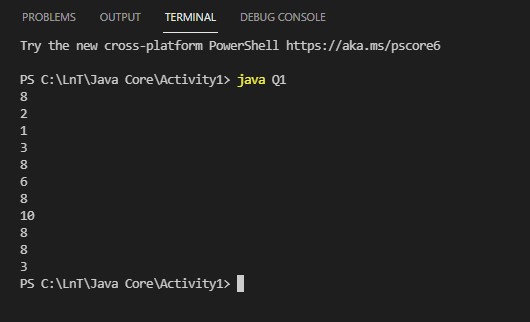 PROBLEMS OUTPUT TERMINAL DEBUG CONSOLE
Try the new cross-platform PowerShell https://aka.ms/pscore6
PS C:\LnT\Java Core\Activity1> java Q1
8
2
1
3
8
6
8
10
8
8
3
PS C:\LnT\Java Core\Activity1>